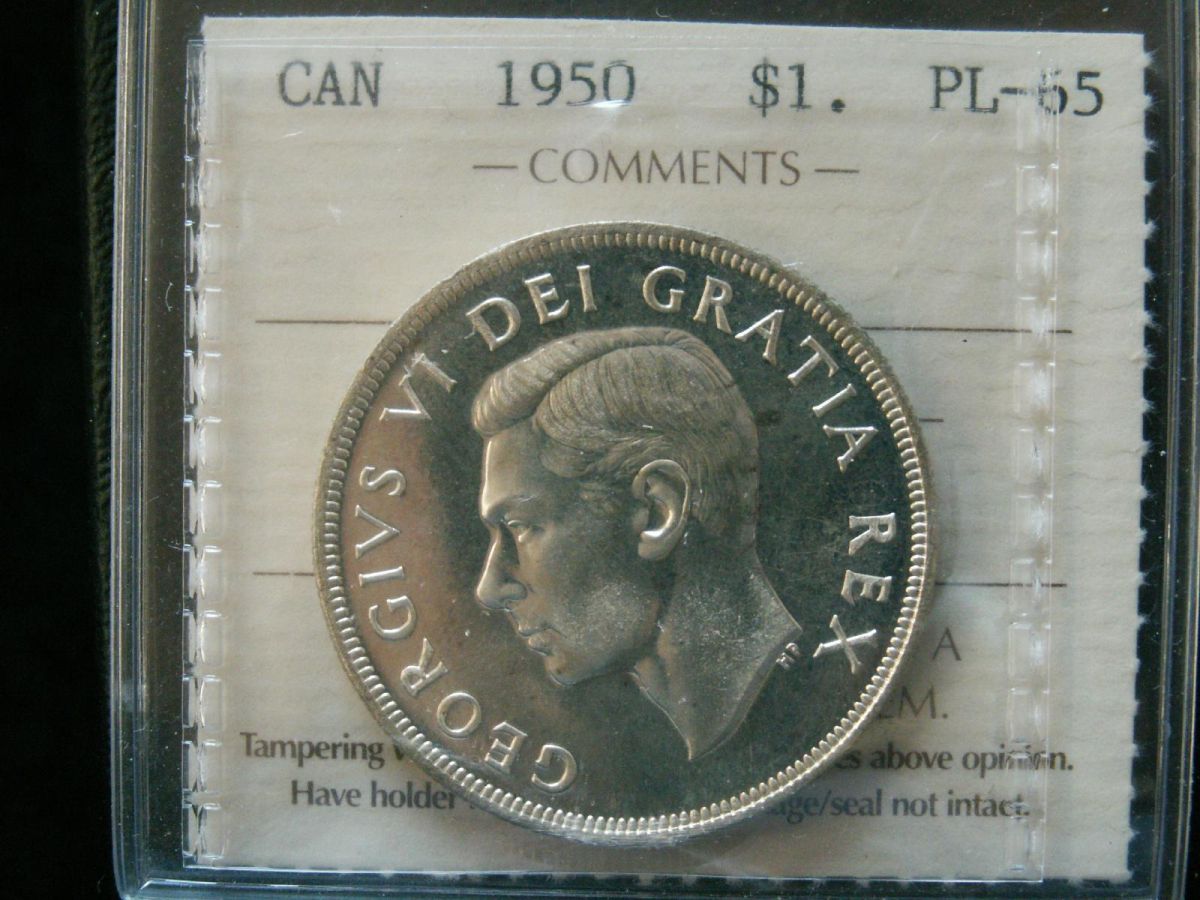 CAN 1950 $1. PL-65
— COMMENTS —
GEORGIVS VI DEI GRATIA REX
HP
A
M.
Tampering above opinion.
Have holder seal not intact.